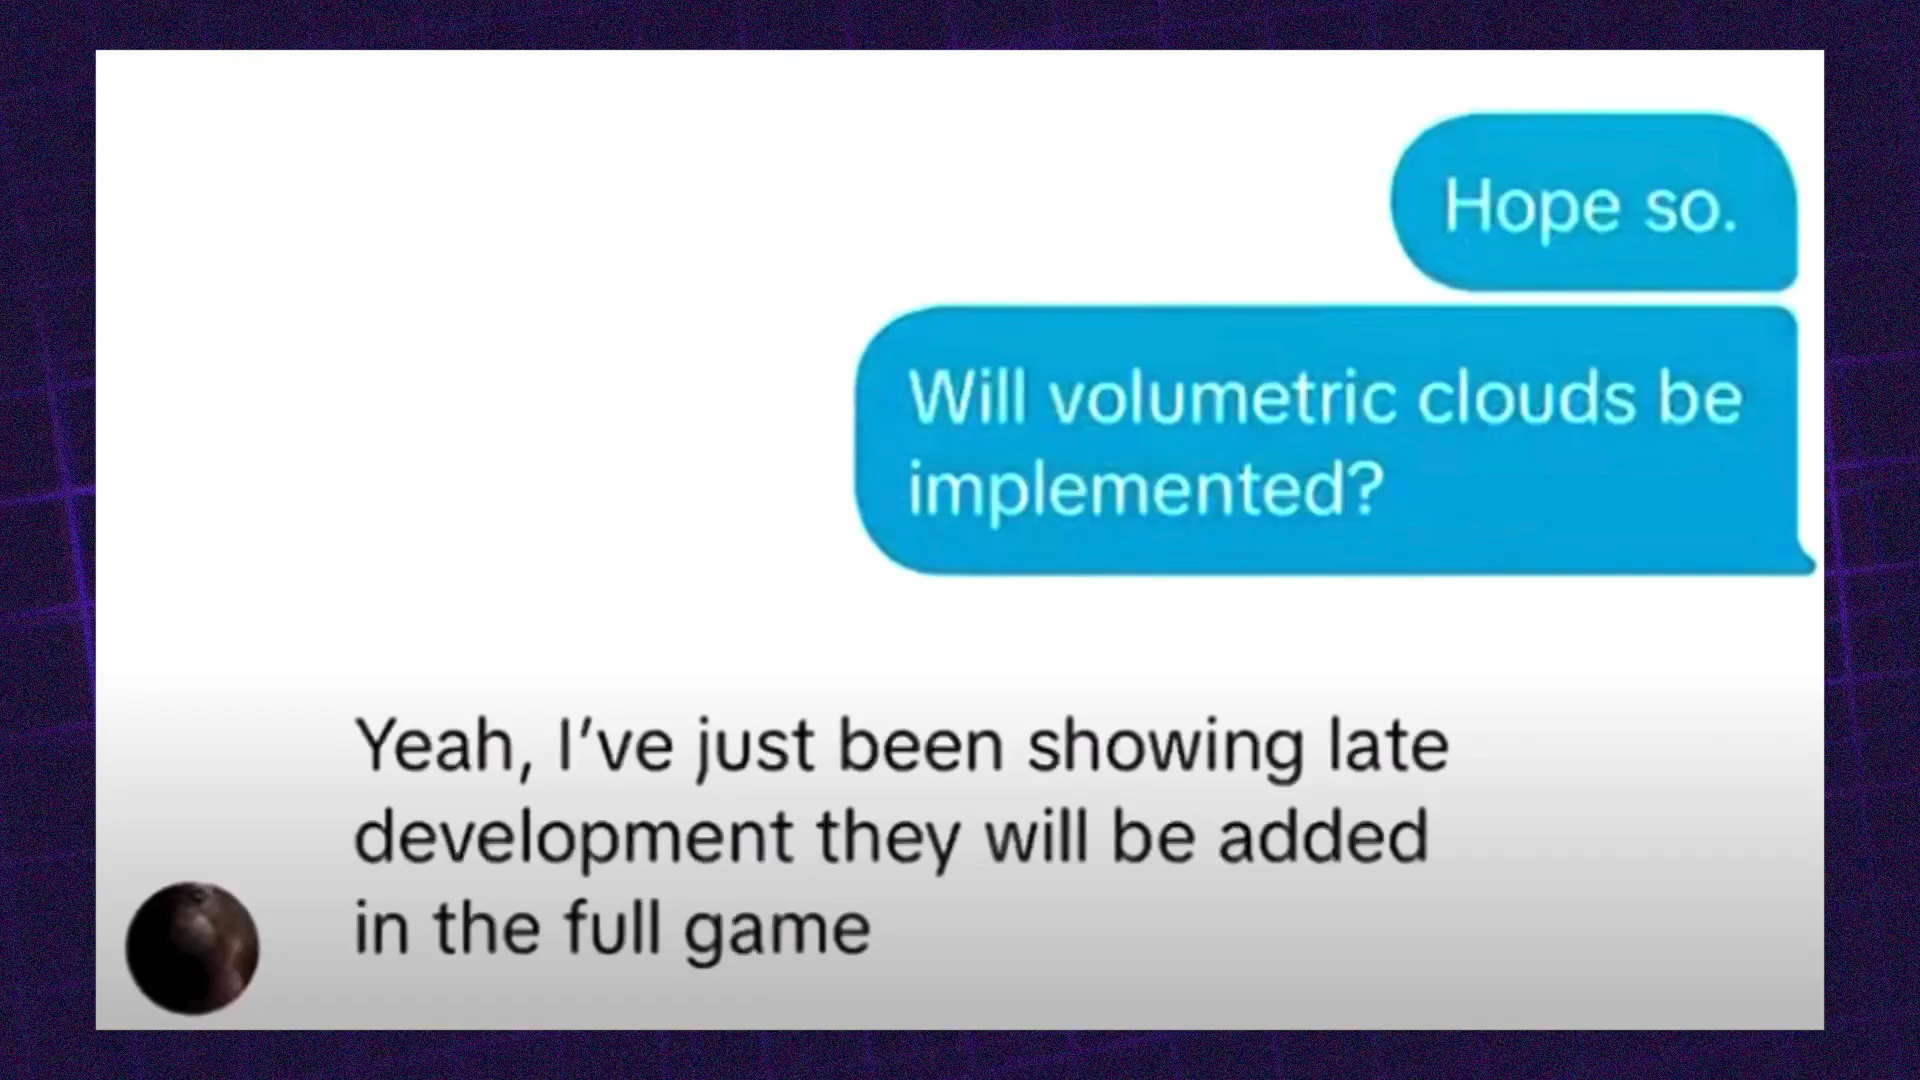 Hope so.
Will volumetric clouds be
implemented?
Yeah, I’ve just been showing late
development they will be added
in the full game